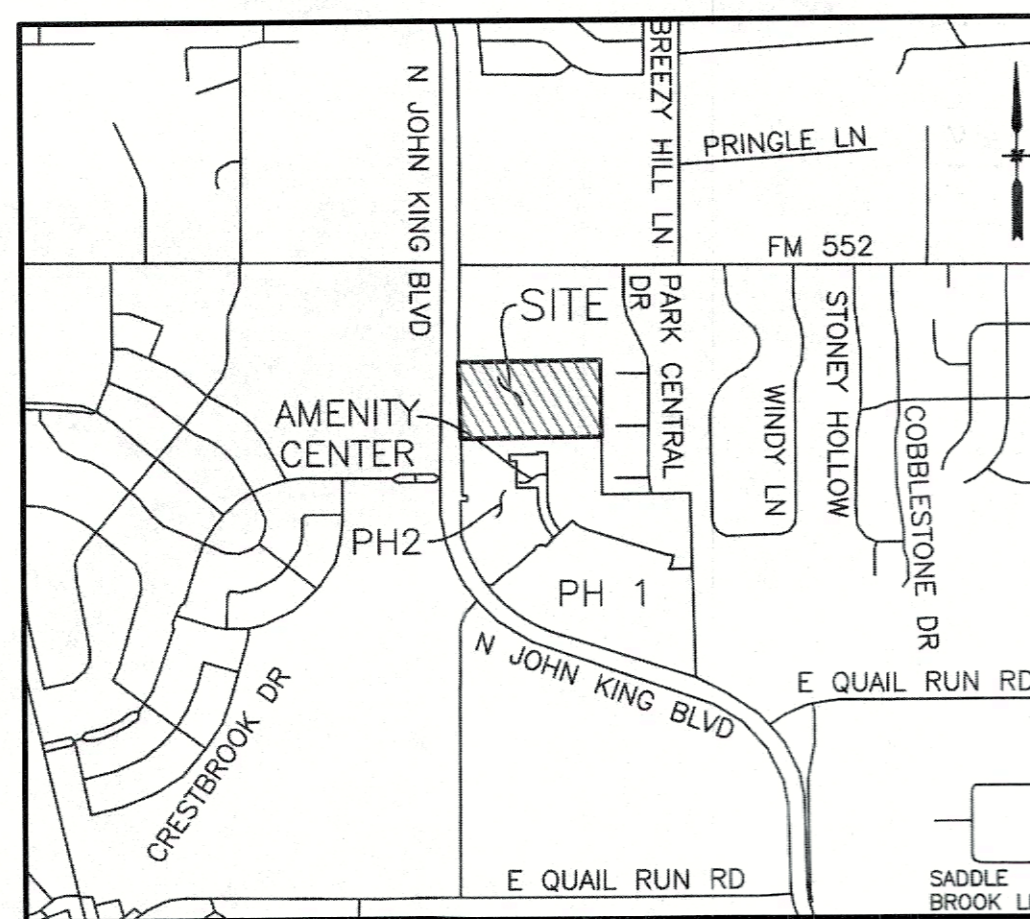 N JOHN KING BLVD
BREEZY HILL LN
PRINGLE LN
FM 552
SITE
PARK CENTRAL
DR
AMENITY
CENTER
WINDY LN
STONEY HOLLOW
COBBLESTONE DR
PH2
PH 1
N JOHN KING BLVD
E QUAIL RUN RD
CRESTBROOK DR
E QUAIL RUN RD
SADDLE
BROOK L